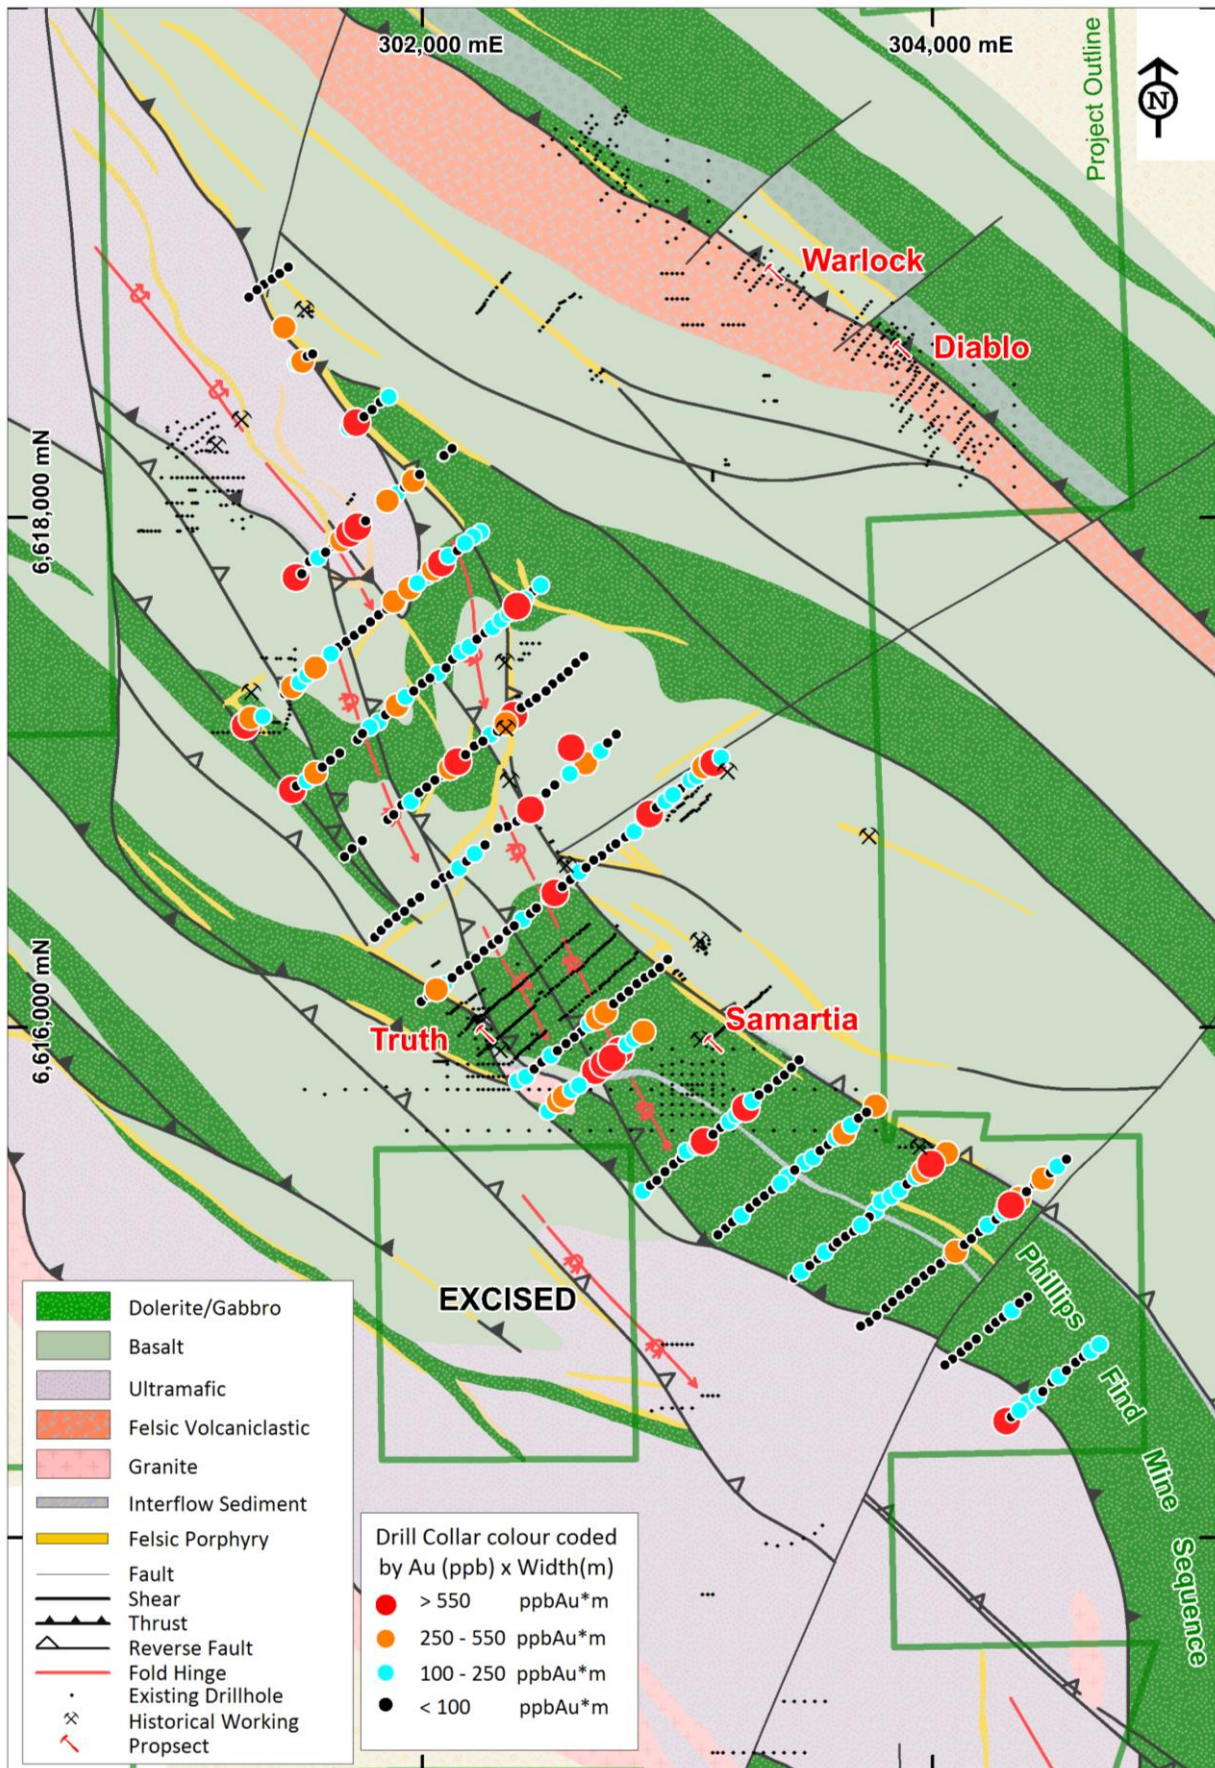 302,000 mE
304,000 mE
Project Outline
N
Warlock
Diablo
6,618,000 mN
6,616,000 mN
Truth
Samartia
EXCISED
Phillips Find Mine Sequence
Dolerite/Gabbro
Basalt
Ultramafic
Felsic Volcaniclastic
Granite
Interflow Sediment
Felsic Porphyry
Fault
Shear
Thrust
Reverse Fault
Fold Hinge
Existing Drillhole
Historical Working
Propsect
Drill Collar colour coded
by Au (ppb) x Width(m)
> 550 ppbAu*m
250 - 550 ppbAu*m
100 - 250 ppbAu*m
< 100 ppbAu*m